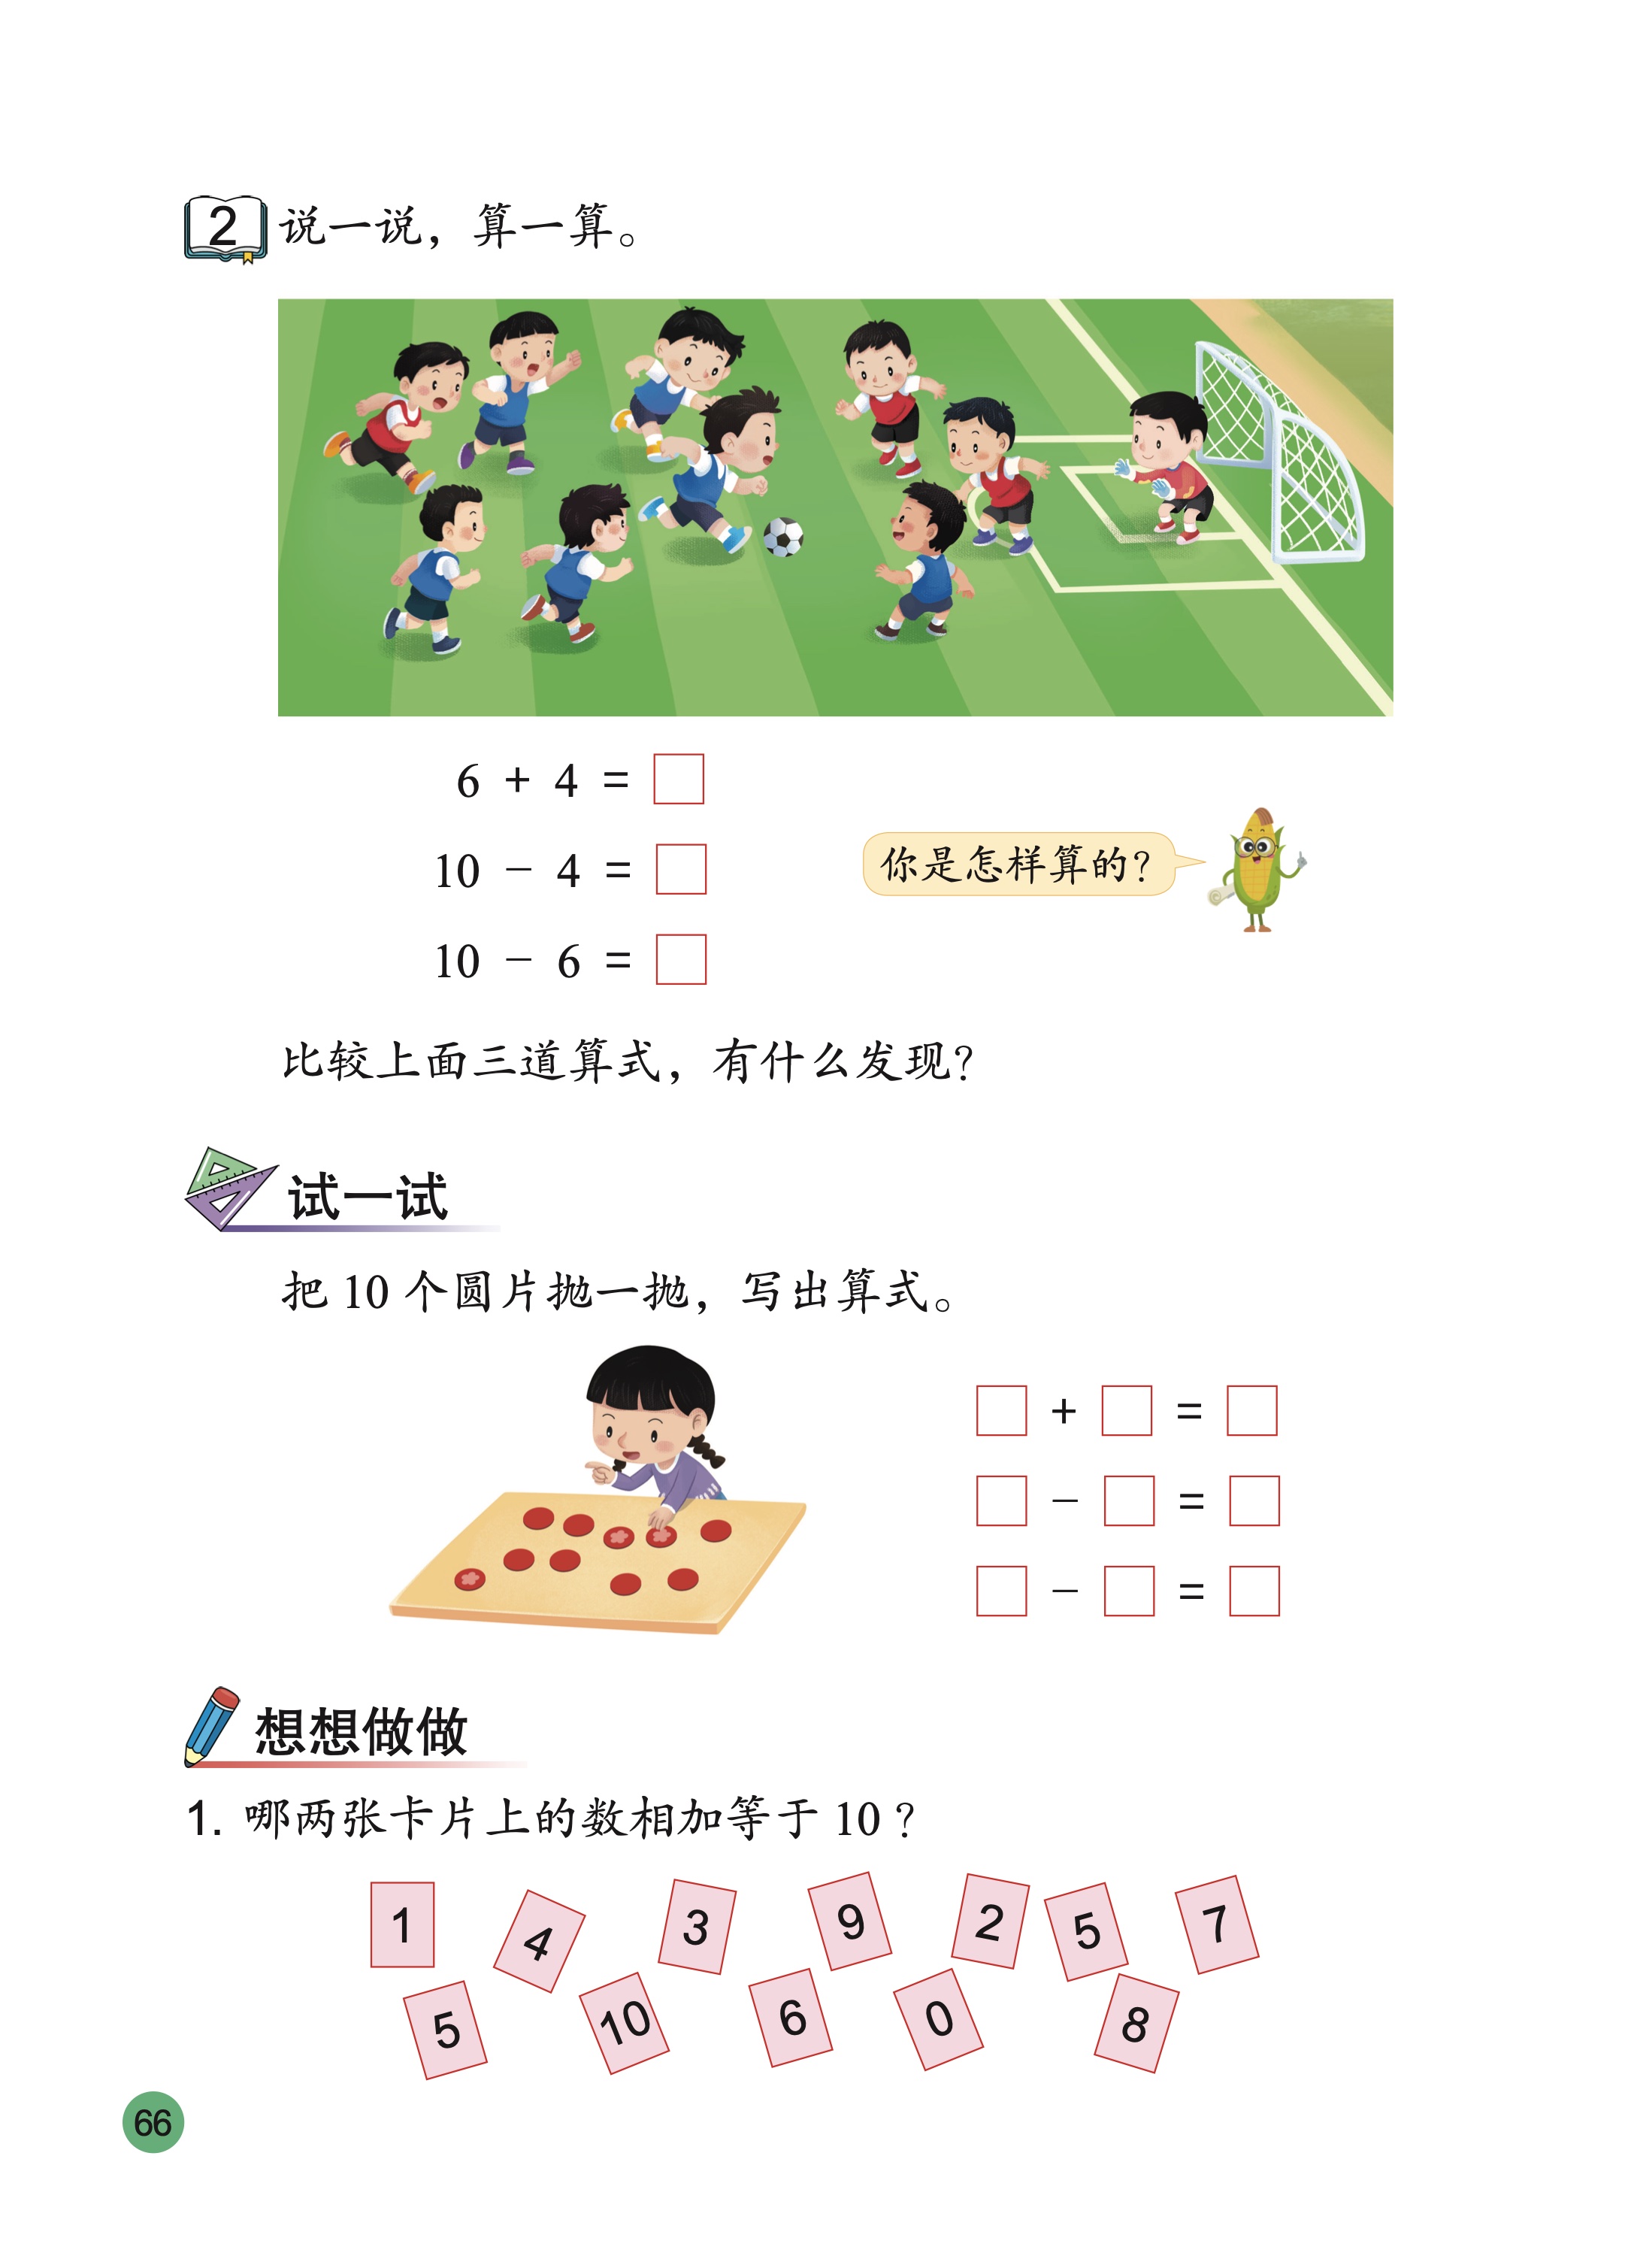 2 说一说，算一算。
6 + 4 = □
10 − 4 = □
你是怎样算的？
10 − 6 = □
比较上面三道算式，有什么发现？
试一试
把 10 个圆片抛一抛，写出算式。
□ + □ = □
□ − □ = □
□ − □ = □
想想做做
1. 哪两张卡片上的数相加等于 10？
1 4 3 9 2 5 7
5 10 6 0 8
66